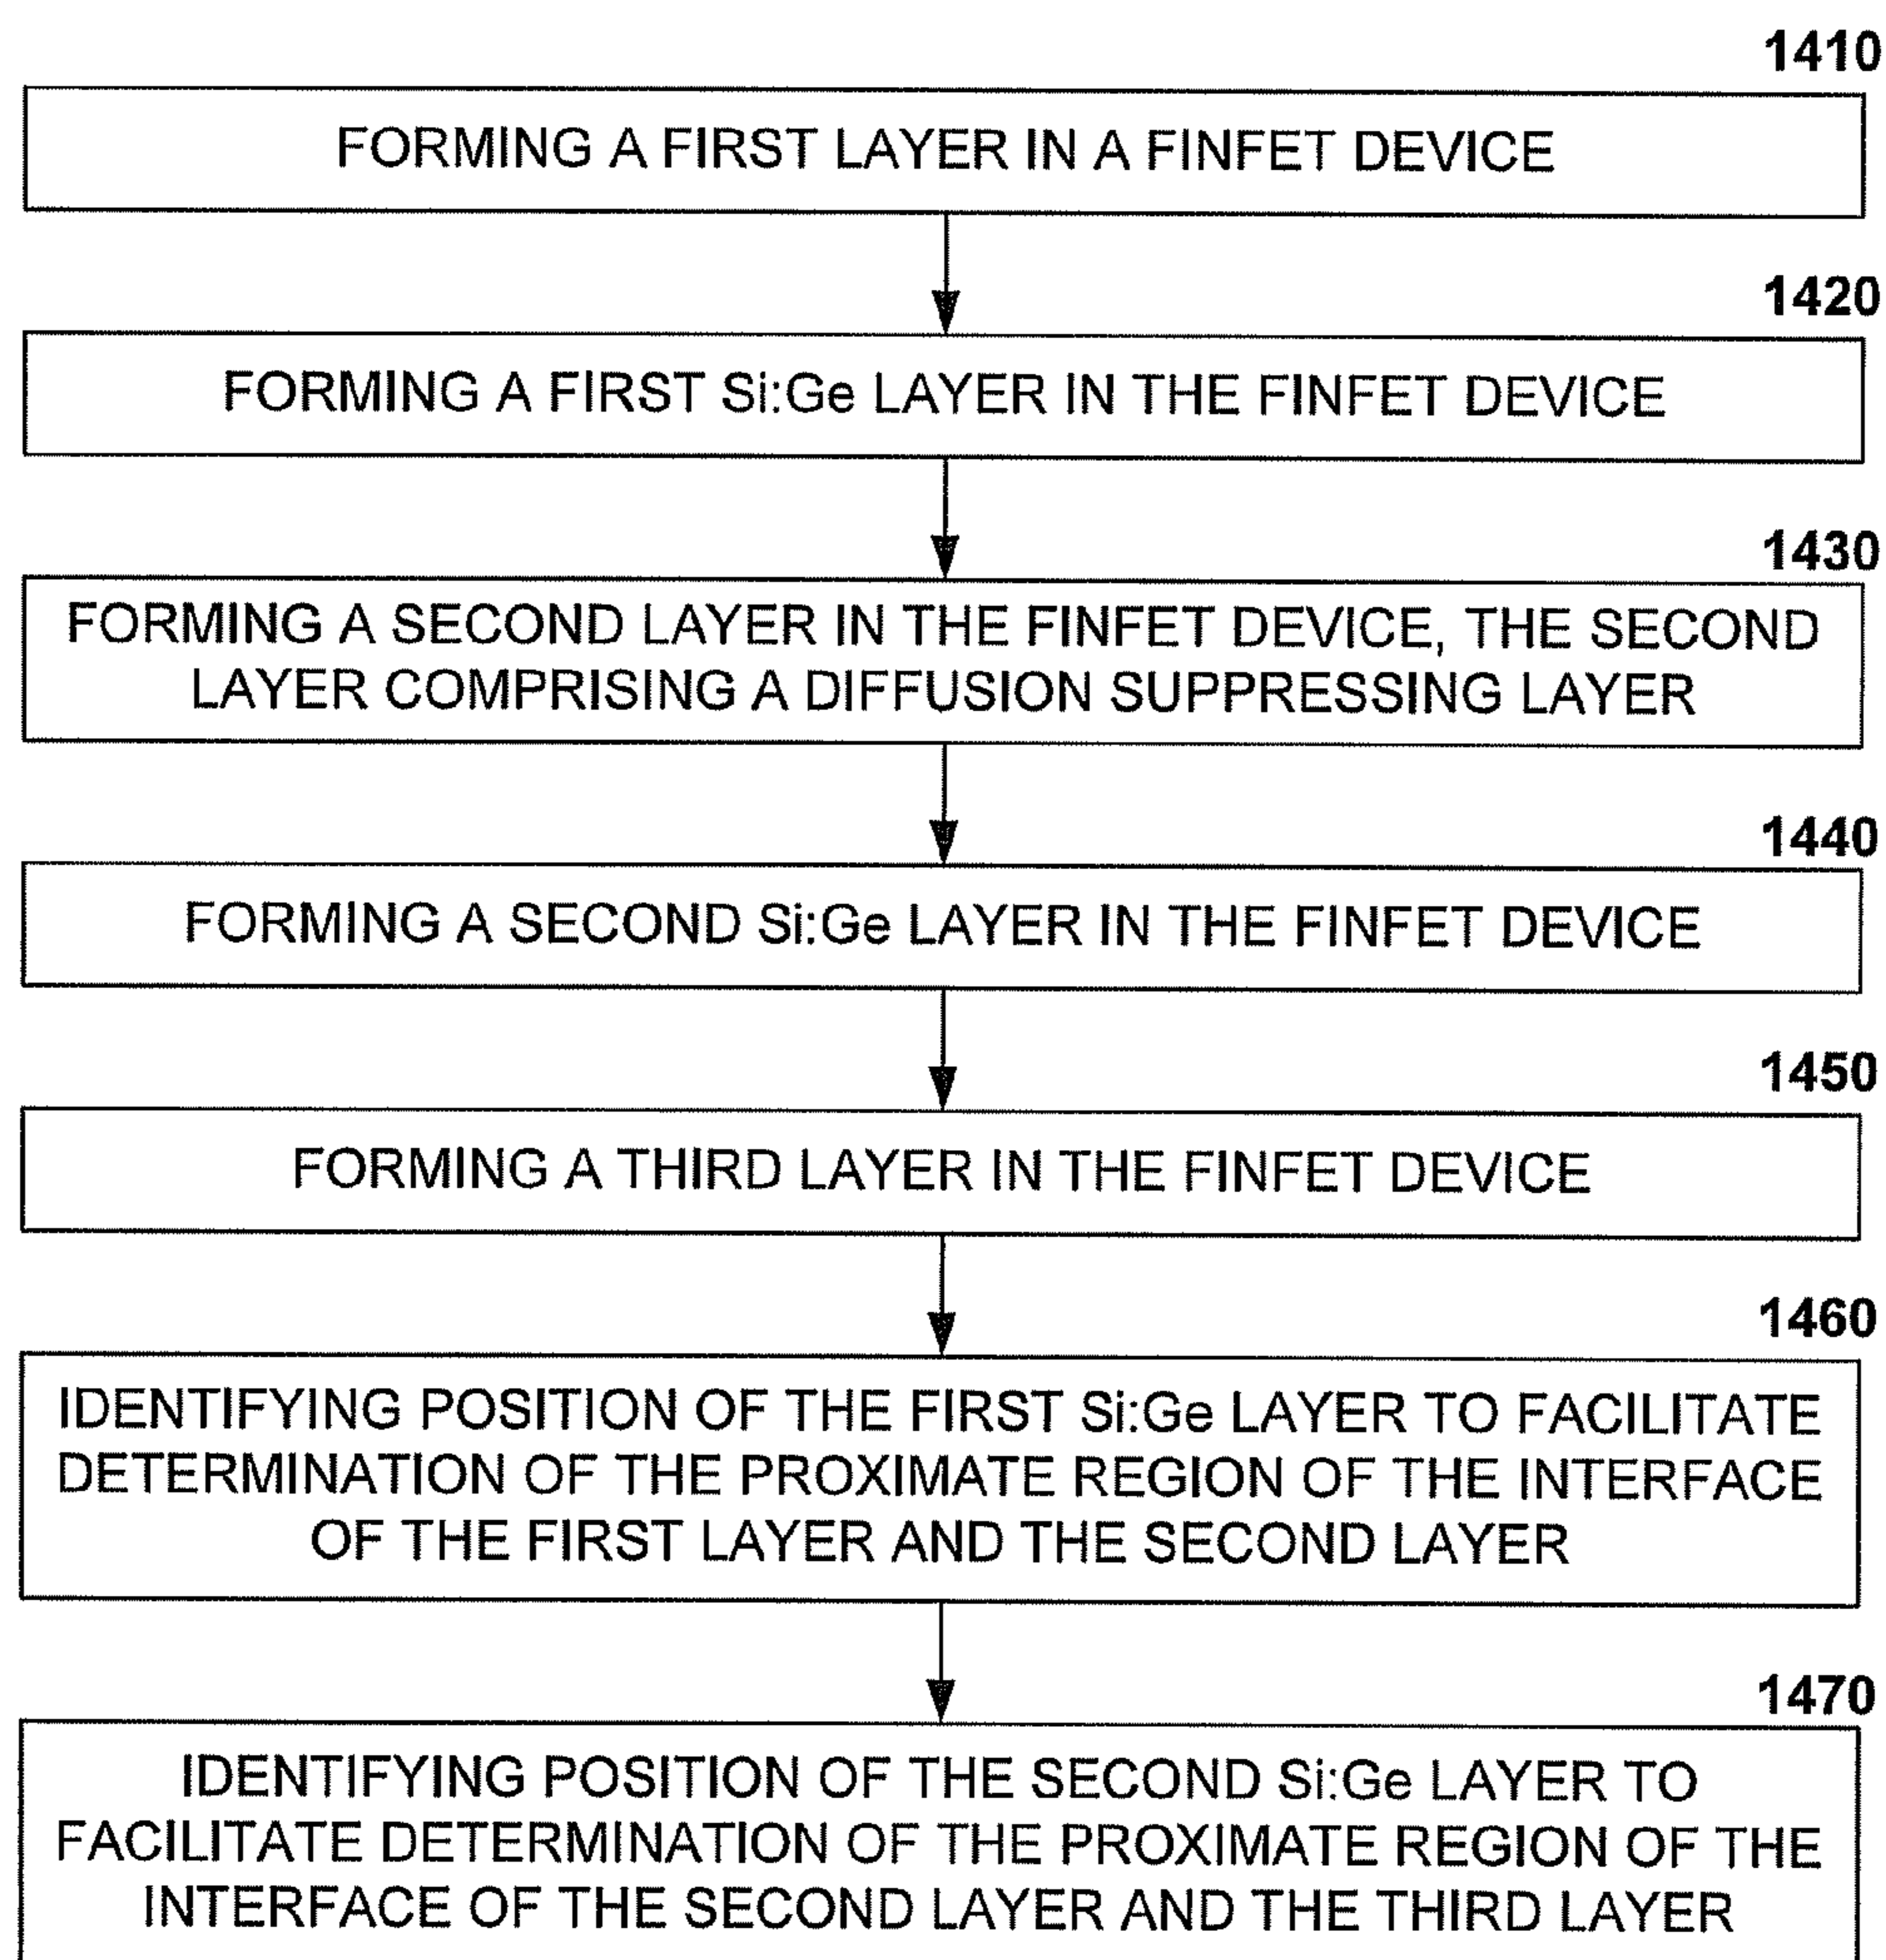 1410
FORMING A FIRST LAYER IN A FINFET DEVICE
1420
FORMING A FIRST Si:Ge LAYER IN THE FINFET DEVICE
1430
FORMING A SECOND LAYER IN THE FINFET DEVICE, THE SECOND
LAYER COMPRISING A DIFFUSION SUPPRESSING LAYER
1440
FORMING A SECOND Si:Ge LAYER IN THE FINFET DEVICE
1450
FORMING A THIRD LAYER IN THE FINFET DEVICE
1460
IDENTIFYING POSITION OF THE FIRST Si:Ge LAYER TO FACILITATE
DETERMINATION OF THE PROXIMATE REGION OF THE INTERFACE
OF THE FIRST LAYER AND THE SECOND LAYER
1470
IDENTIFYING POSITION OF THE SECOND Si:Ge LAYER TO
FACILITATE DETERMINATION OF THE PROXIMATE REGION OF THE
INTERFACE OF THE SECOND LAYER AND THE THIRD LAYER